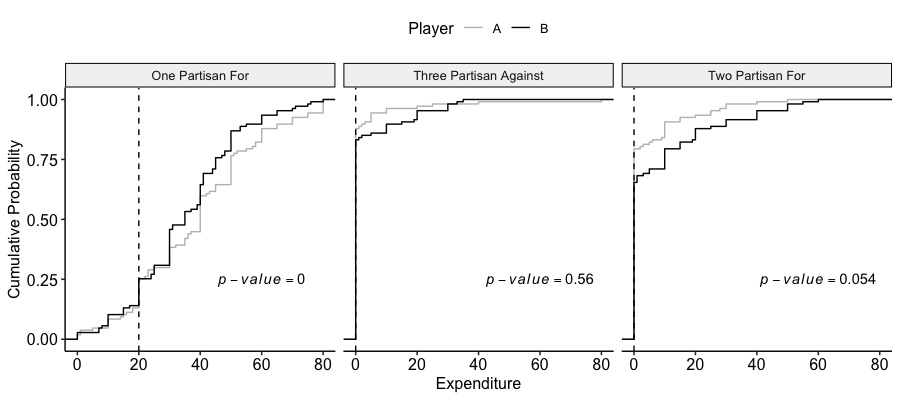 Player A B
One Partisan For Three Partisan Against Two Partisan For
Cumulative Probability
1.00
0.75
0.50
0.25
0.00
p − value = 0 p − value = 0.56 p − value = 0.054
0 20 40 60 80 0 20 40 60 80 0 20 40 60 80
Expenditure